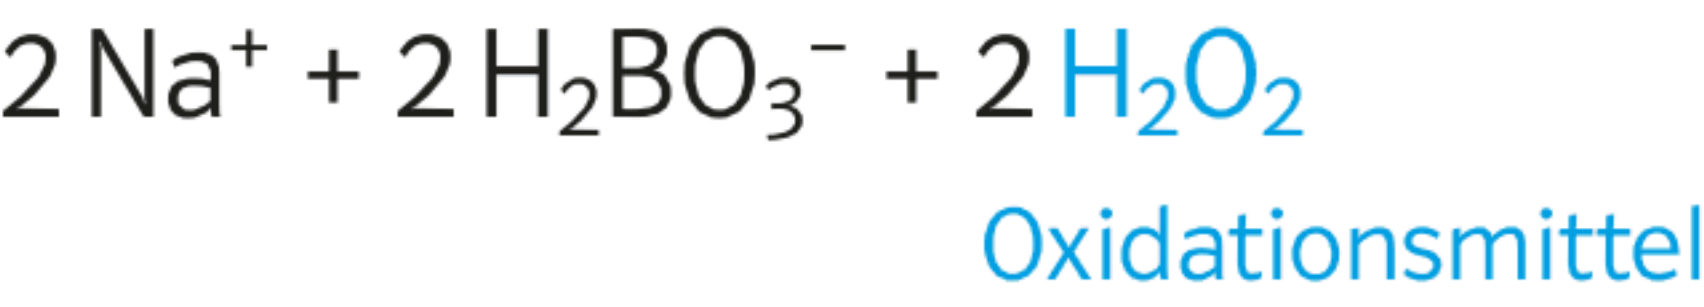 2 Na⁺ + 2 H₂BO₃⁻ + 2 H₂O₂
Oxidationsmittel